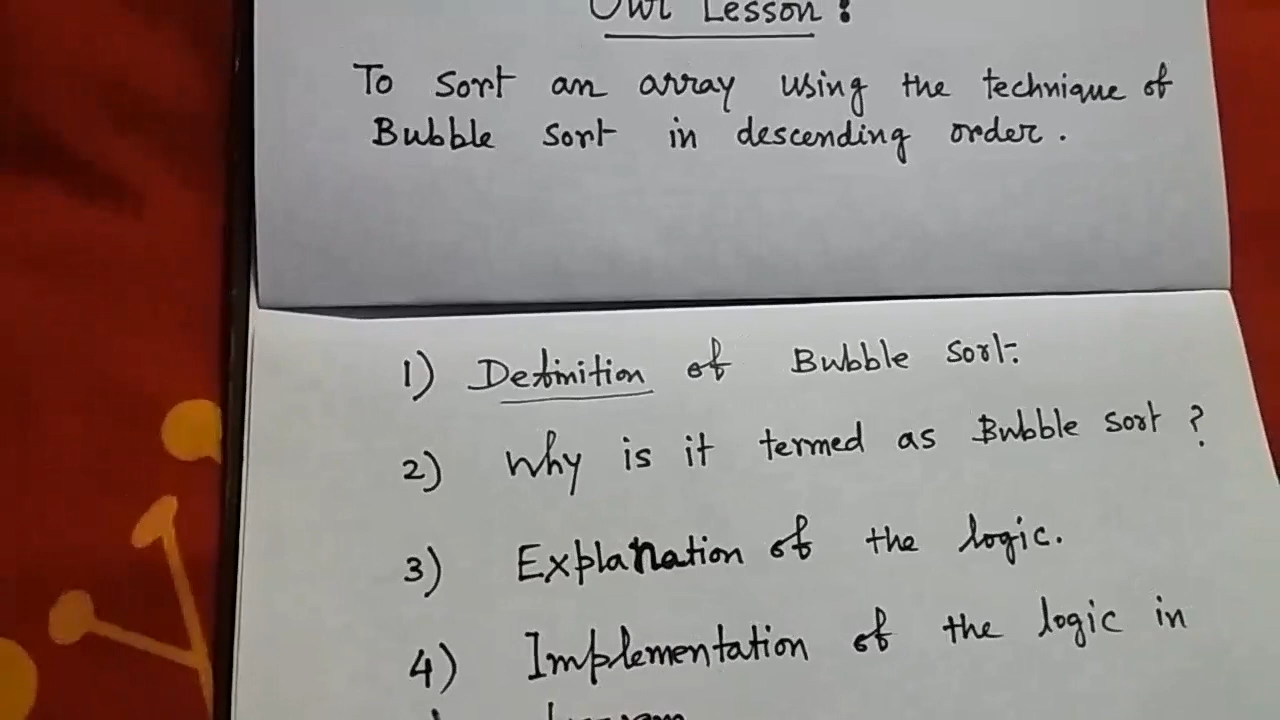 Our Lesson :
To sort an array using the technique of
Bubble sort in descending order.
1) Definition of Bubble sort:
2) Why is it termed as Bubble sort ?
3) Explanation of the logic.
4) Implementation of the logic in